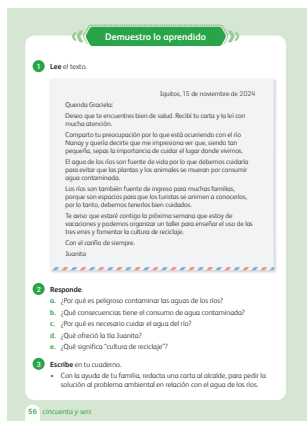 Demuestro lo aprendido
1 Lee el texto.
Iquitos, 15 de noviembre de 2024
Querida Graciela:
Deseo que te encuentres bien de salud. Recibí tu carta y la leí con
mucha atención.
Comparto tu preocupación por lo que está ocurriendo con el río
Nanay y quería decirte que me impresiona ver que, siendo tan
pequeña, sepas la importancia de cuidar el lugar donde vivimos.
El agua de los ríos son fuente de vida por lo que debemos cuidarla
para evitar que las plantas y los animales se mueran por consumir
agua contaminada.
Los ríos son también fuente de ingreso para muchas familias,
porque son espacios para que los turistas se animen a conocerlos,
por lo tanto, debemos tenerlos bien cuidados.
Te aviso que estaré contigo la próxima semana que estoy de
vacaciones y podemos organizar un taller para enseñar el uso de las
tres erres y fomentar la cultura de reciclaje.
Con el cariño de siempre.
Juanita
2 Responde.
a. ¿Por qué es peligroso contaminar las aguas de los ríos?
b. ¿Qué consecuencias tiene el consumo de agua contaminada?
c. ¿Por qué es necesario cuidar el agua del río?
d. ¿Qué ofreció la tía Juanita?
e. ¿Qué significa "cultura de reciclaje"?
3 Escribe en tu cuaderno.
• Con la ayuda de tu familia, redacta una carta al alcalde, para pedir la
solución al problema ambiental en relación con el agua de los ríos.
56 cincuenta y seis